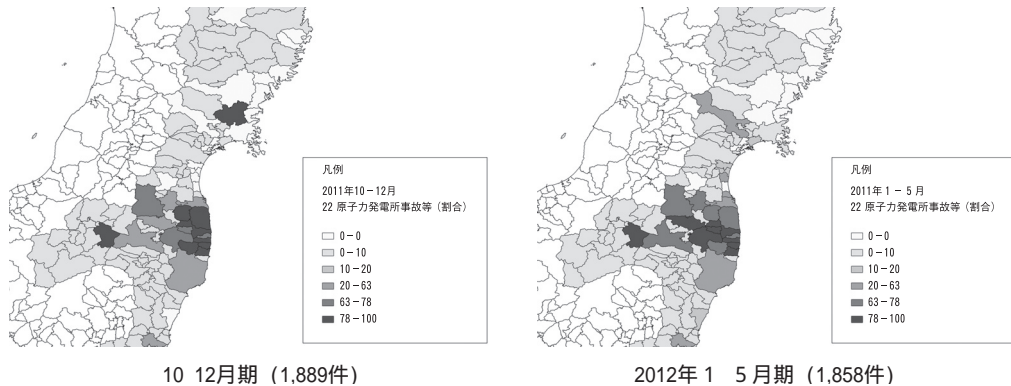 凡例
2011年10－12月
22 原子力発電所事故等（割合）
0－0
0－10
10－20
20－63
63－78
78－100
10 12月期 (1,889件)
凡例
2011年 1 － 5 月
22 原子力発電所事故等（割合）
0－0
0－10
10－20
20－63
63－78
78－100
2012年 1 5 月期 (1,858件)